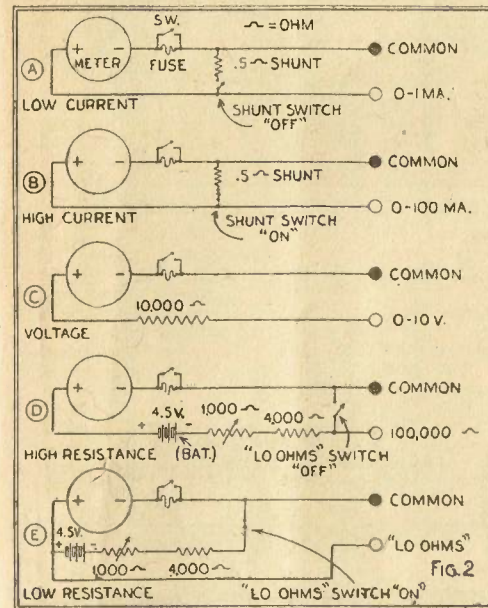 SW. ∿ = OHM
+ METER - FUSE COMMON
Ⓐ .5 ∿ SHUNT
LOW CURRENT 0-1 MA.
SHUNT SWITCH
"OFF"
+ - COMMON
Ⓑ .5 ∿ SHUNT
HIGH CURRENT 0-100 MA.
SHUNT SWITCH
"ON"
+ - COMMON
Ⓒ 10,000 ∿
VOLTAGE 0-10 V.
+ - COMMON
Ⓓ + 4.5 V. - 1,000 ∿ 4,000 ∿ 100,000 ∿
HIGH RESISTANCE (BAT.) "LO OHMS" SWITCH
"OFF"
+ - COMMON
Ⓔ 4.5 V. + - "LO OHMS"
1,000 ∿ 4,000 ∿ FIG. 2
LOW RESISTANCE "LO OHMS" SWITCH "ON"